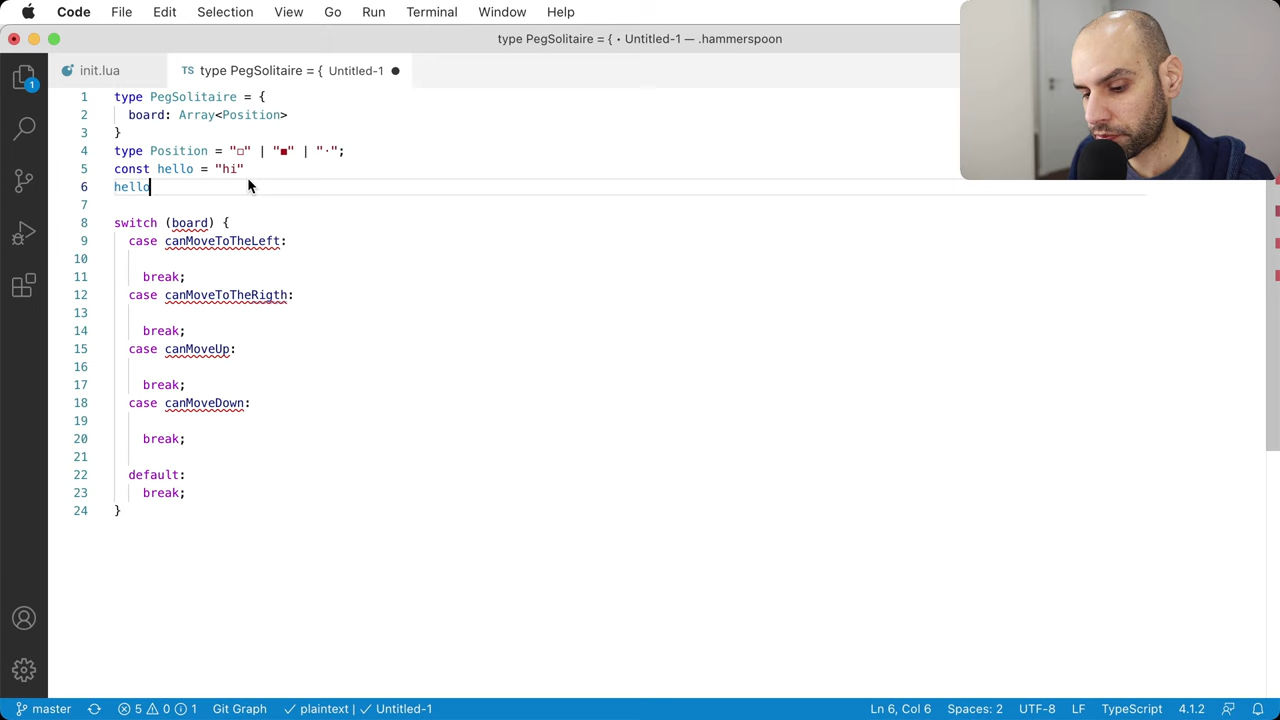 Code File Edit Selection View Go Run Terminal Window Help
type PegSolitaire = { • Untitled-1 — .hammerspoon
init.lua TS type PegSolitaire = { Untitled-1 ●
1 type PegSolitaire = {
2 board: Array<Position>
3 }
4 type Position = "□" | "■" | "·";
5 const hello = "hi"
6 hello
7
8 switch (board) {
9 case canMoveToTheLeft:
10
11 break;
12 case canMoveToTheRigth:
13
14 break;
15 case canMoveUp:
16
17 break;
18 case canMoveDown:
19
20 break;
21
22 default:
23 break;
24 }
1
master 5 0 1 Git Graph ✓ plaintext | ✓ Untitled-1 Ln 6, Col 6 Spaces: 2 UTF-8 LF TypeScript 4.1.2